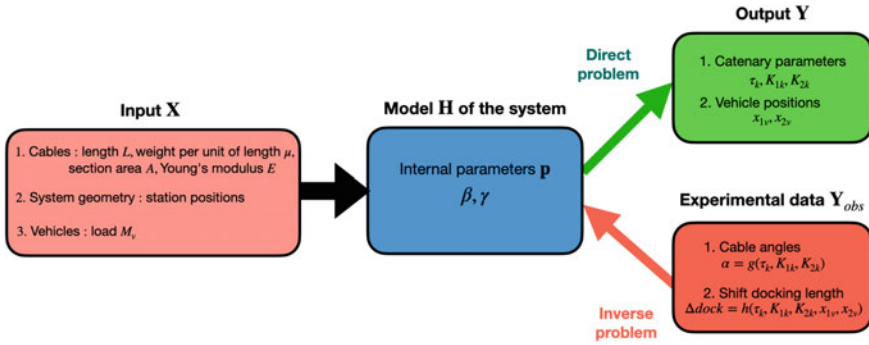 Input X
1. Cables : length L, weight per unit of length μ,
section area A, Young's modulus E
2. System geometry : station positions
3. Vehicles : load Mᵥ
Model H of the system
Internal parameters p
β, γ
Direct
problem
Output Y
1. Catenary parameters
τₖ, K₁ₖ, K₂ₖ
2. Vehicle positions
x₁ᵥ, x₂ᵥ
Inverse
problem
Experimental data Y_obs
1. Cable angles
α = g(τₖ, K₁ₖ, K₂ₖ)
2. Shift docking length
Δdock = h(τₖ, K₁ₖ, K₂ₖ, x₁ᵥ, x₂ᵥ)